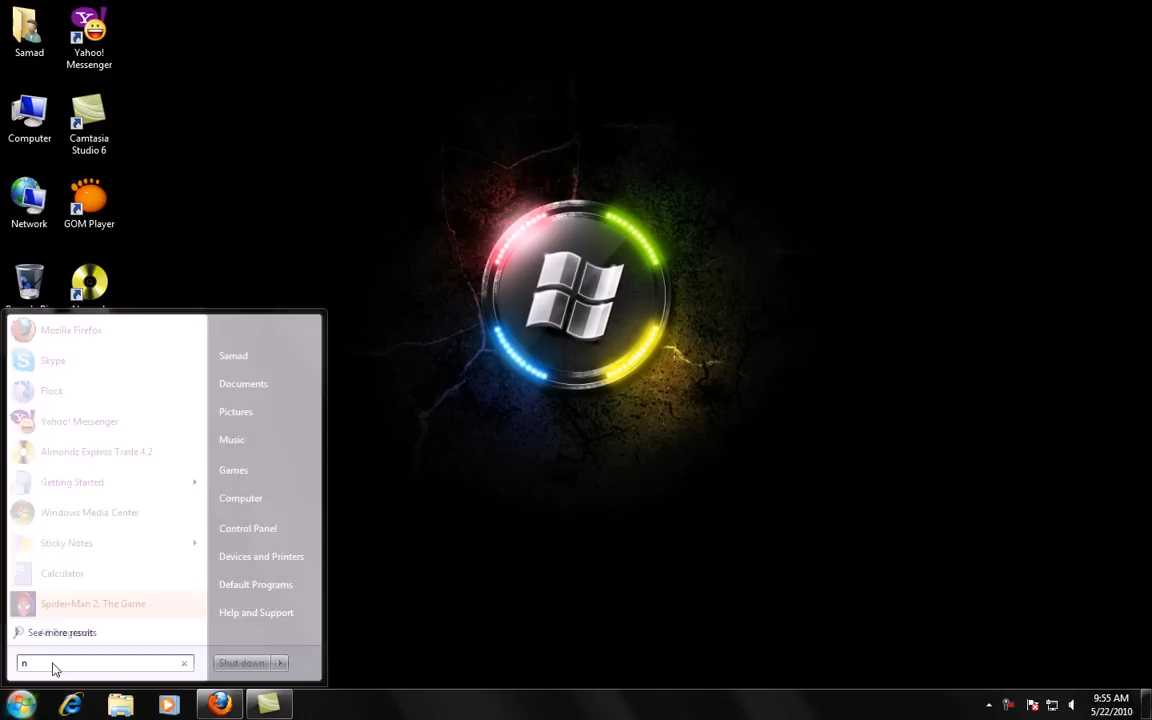 Samad
Yahoo!
Messenger
Computer
Camtasia
Studio 6
Network
GOM Player
Mozilla Firefox
Skype
Flock
Yahoo! Messenger
Almondz Express Trade 4.2
Getting Started
Windows Media Center
Sticky Notes
Calculator
Spider-Man 2: The Game
See more results
n
Samad
Documents
Pictures
Music
Games
Computer
Control Panel
Devices and Printers
Default Programs
Help and Support
Shut down
9:55 AM
5/22/2010